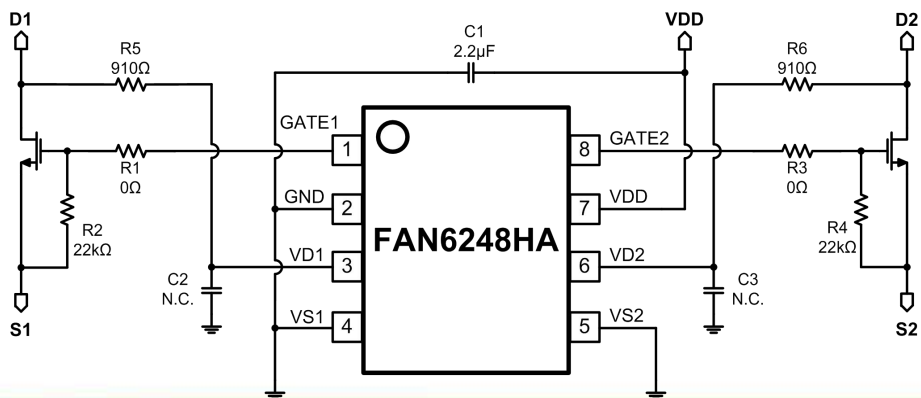 D1
C1
2.2µF
VDD
D2
R5
910Ω
R6
910Ω
GATE1
1
8
GATE2
R1
0Ω
R3
0Ω
GND
2
7
VDD
R2
22kΩ
FAN6248HA
R4
22kΩ
VD1
3
6
VD2
C2
N.C.
C3
N.C.
VS1
4
5
VS2
S1
S2